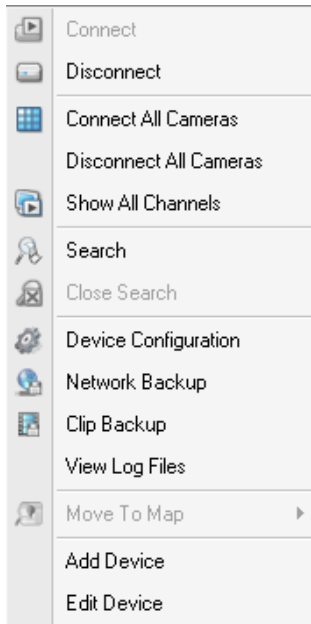 Connect
Disconnect
Connect All Cameras
Disconnect All Cameras
Show All Channels
Search
Close Search
Device Configuration
Network Backup
Clip Backup
View Log Files
Move To Map
Add Device
Edit Device